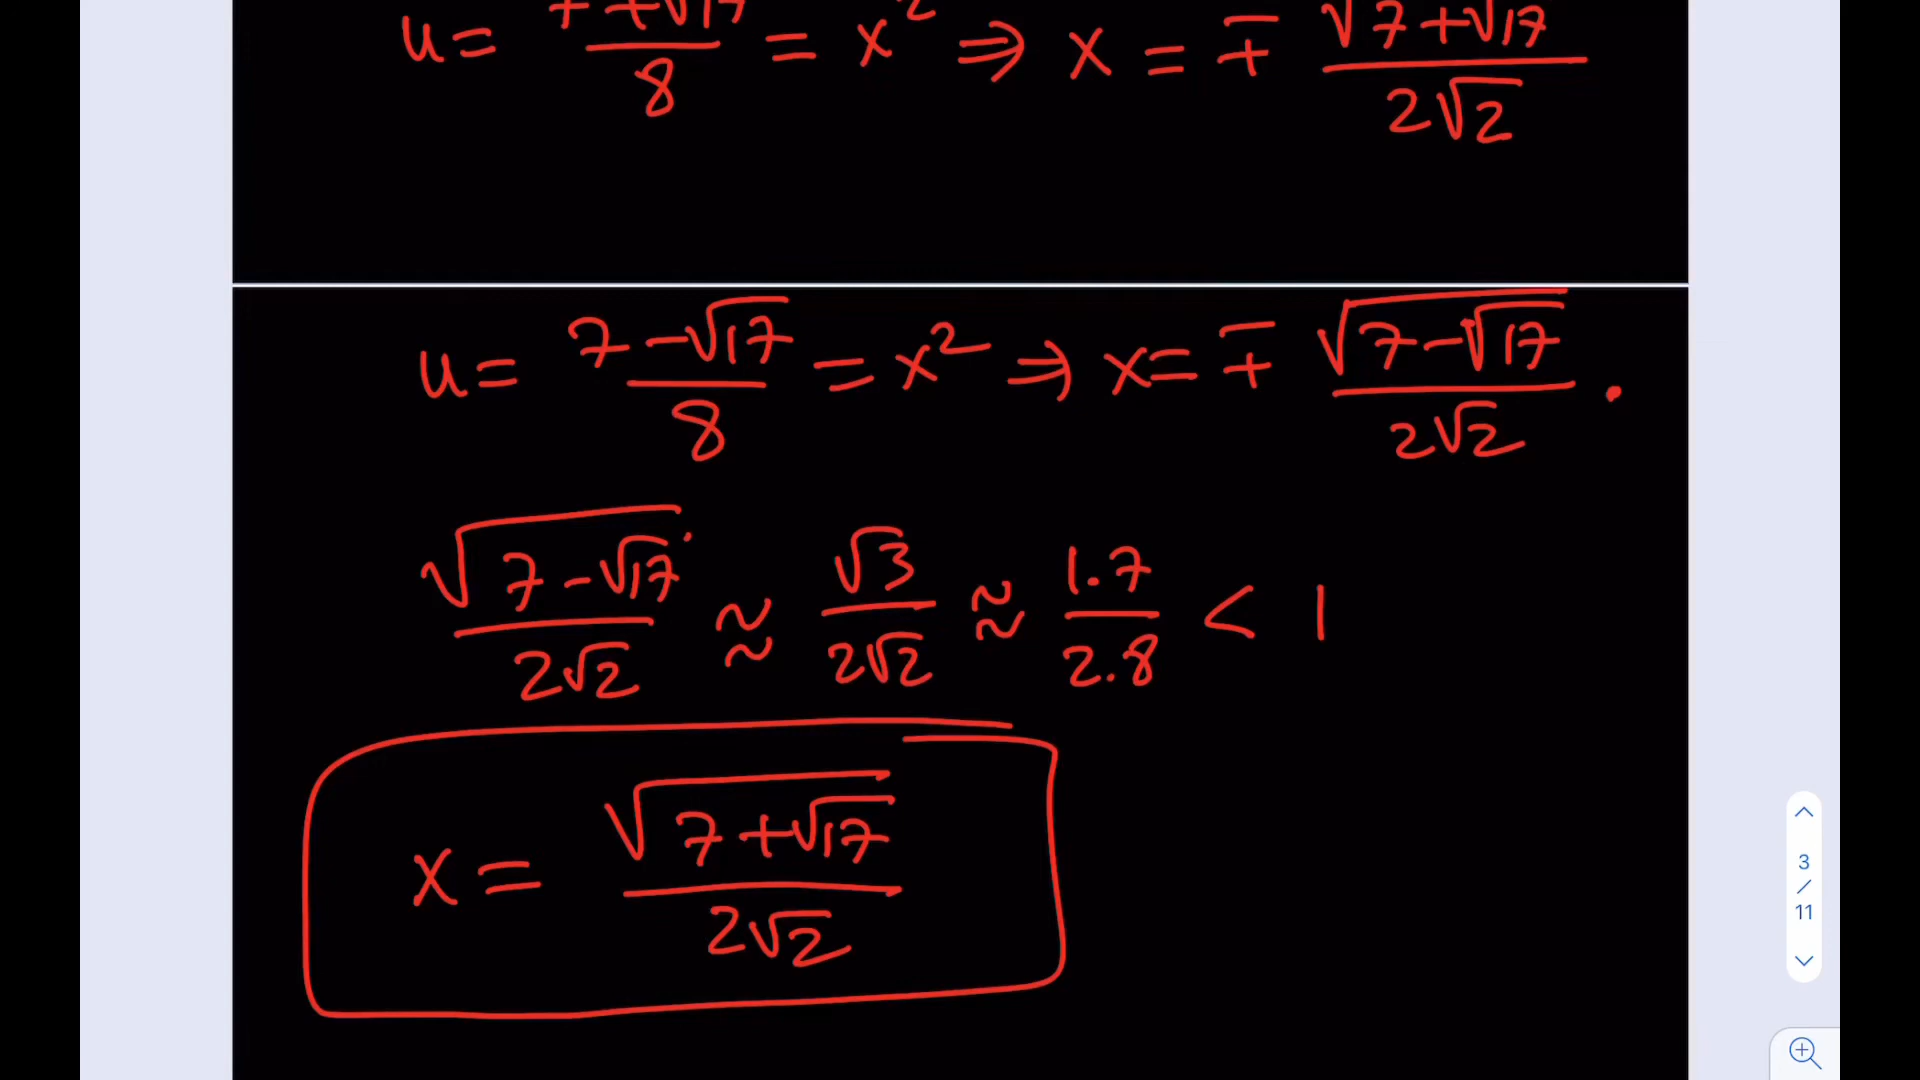 u = 7+√17/8 = x² ⇒ x = ∓ √7+√17/2√2
u = 7-√17/8 = x² ⇒ x = ∓ √(7-√17)/2√2 .
√(7-√17)/2√2 ≈ √3/2√2 ≈ 1.7/2.8 < 1
x = √(7+√17)/2√2
3
/
11